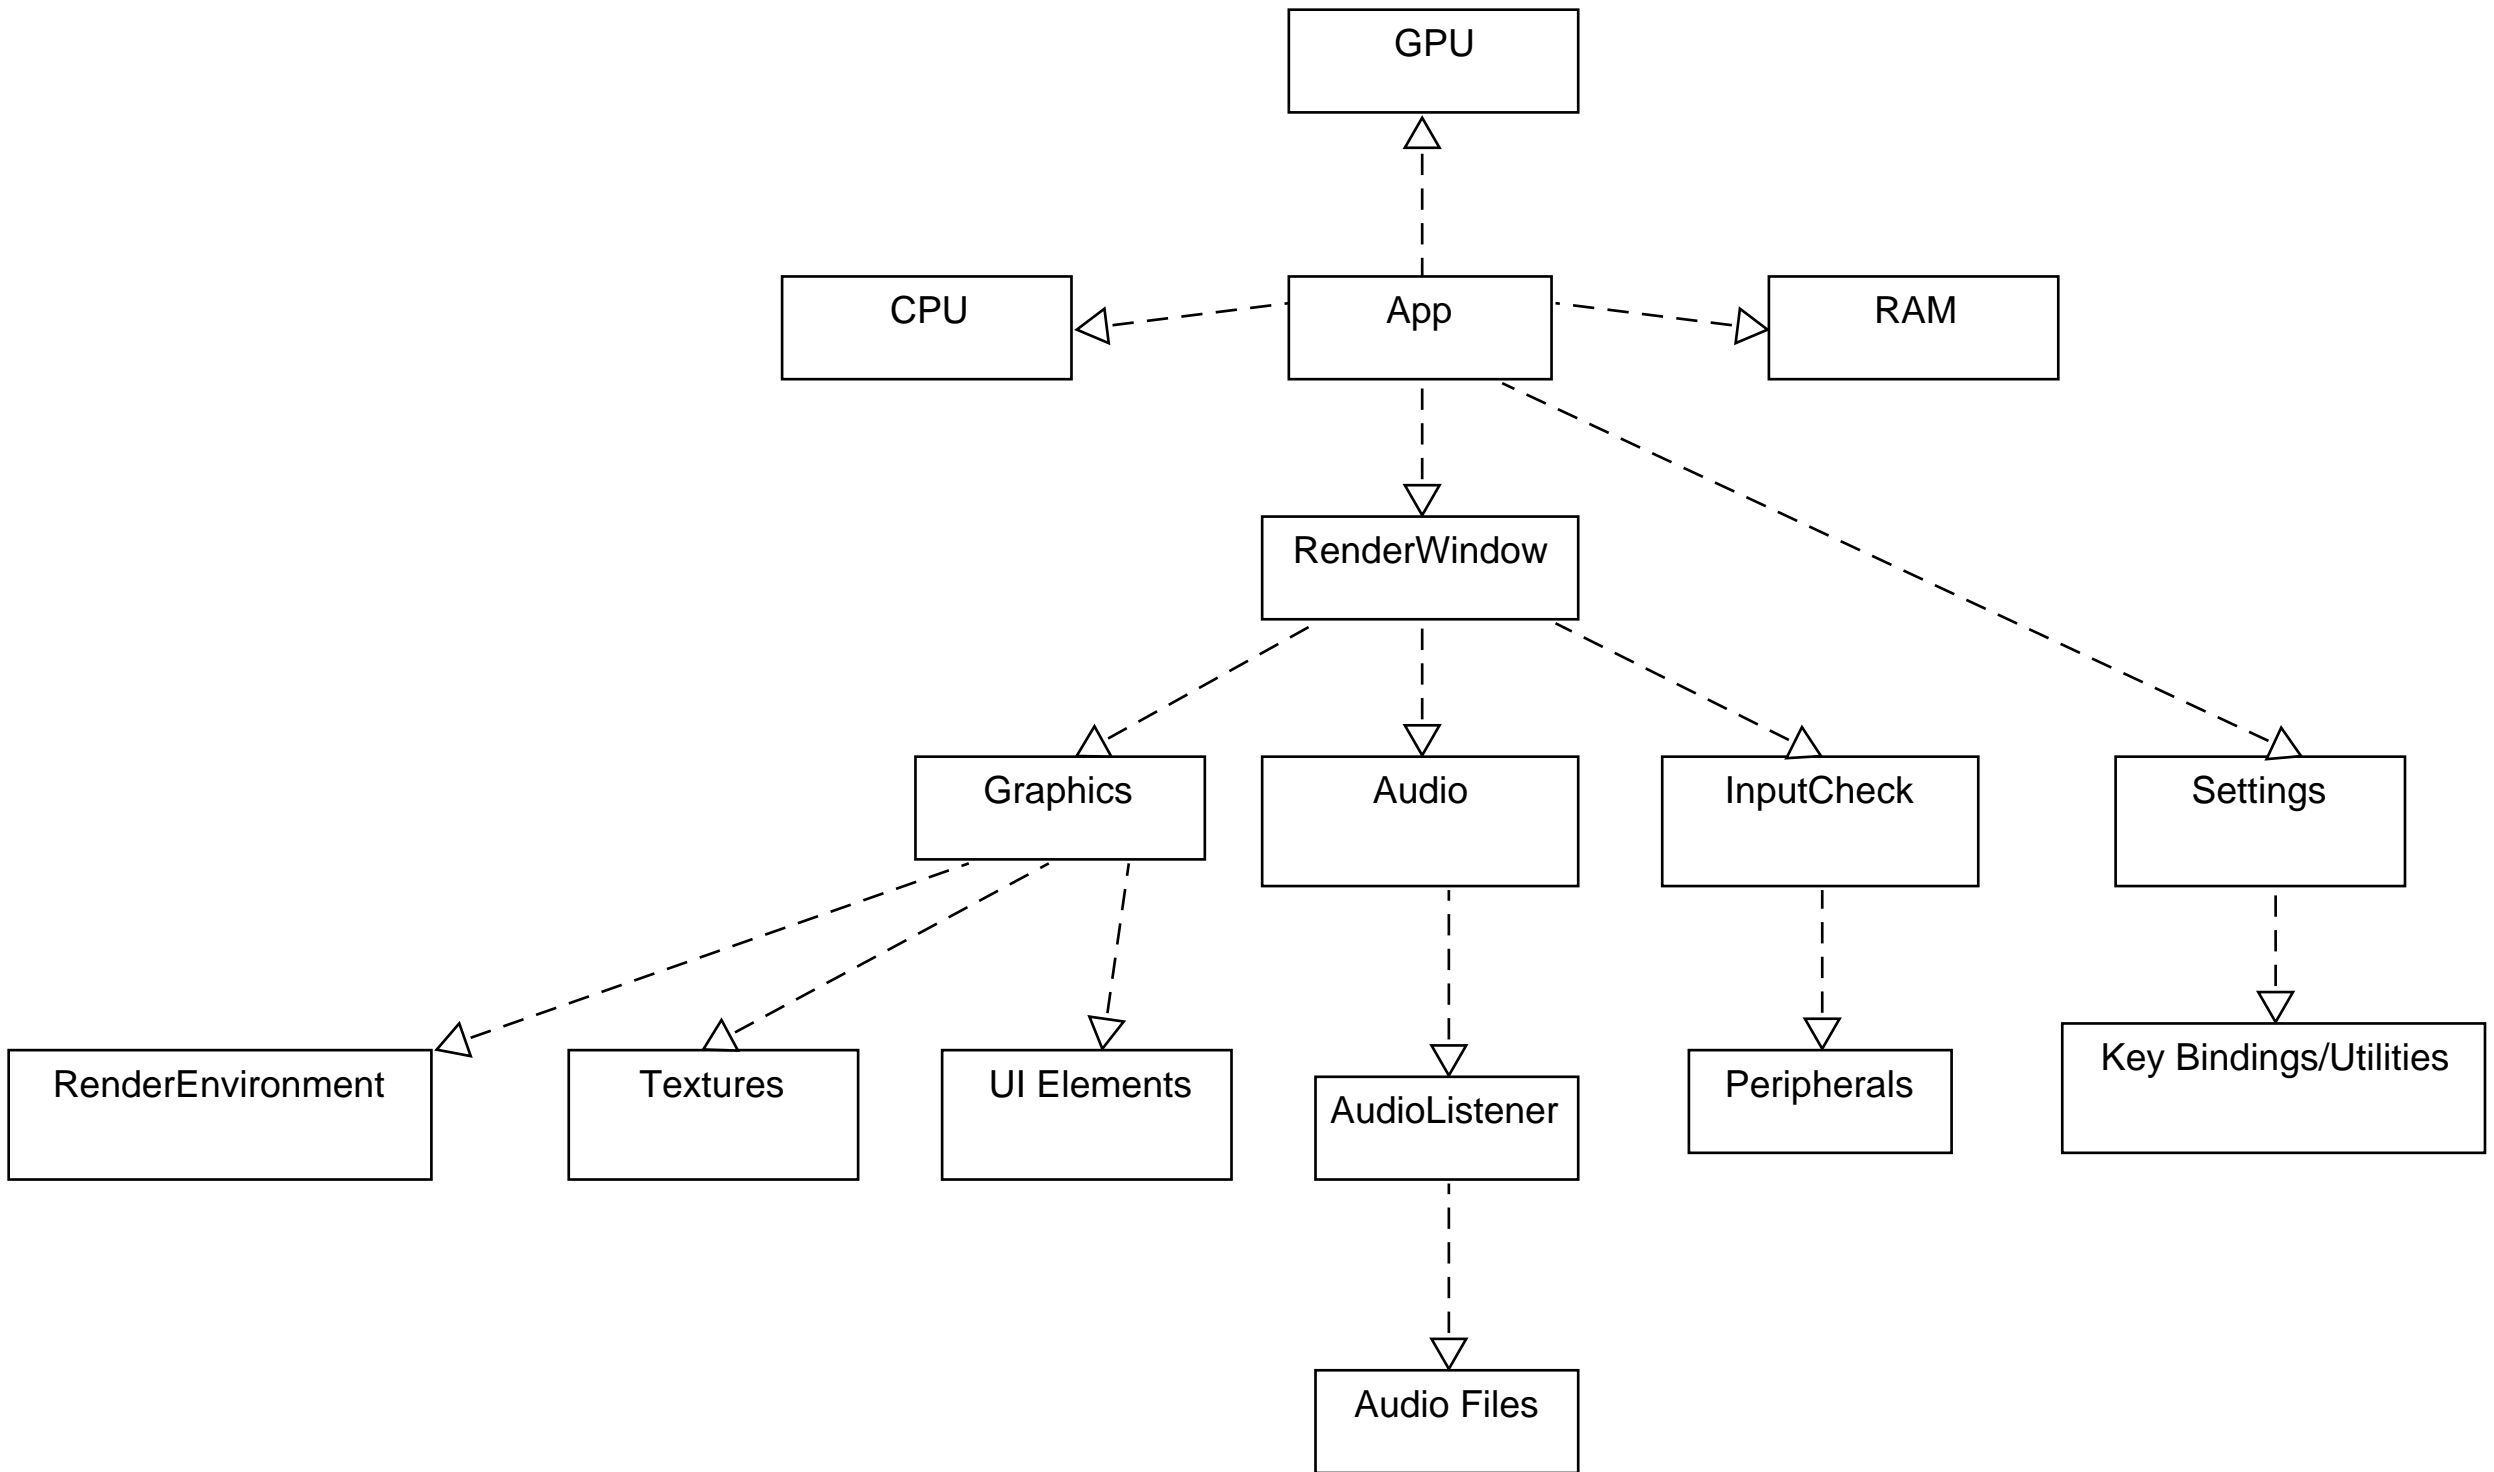 GPU
CPU
App
RAM
RenderWindow
Graphics
Audio
InputCheck
Settings
RenderEnvironment
Textures
UI Elements
AudioListener
Peripherals
Key Bindings/Utilities
Audio Files